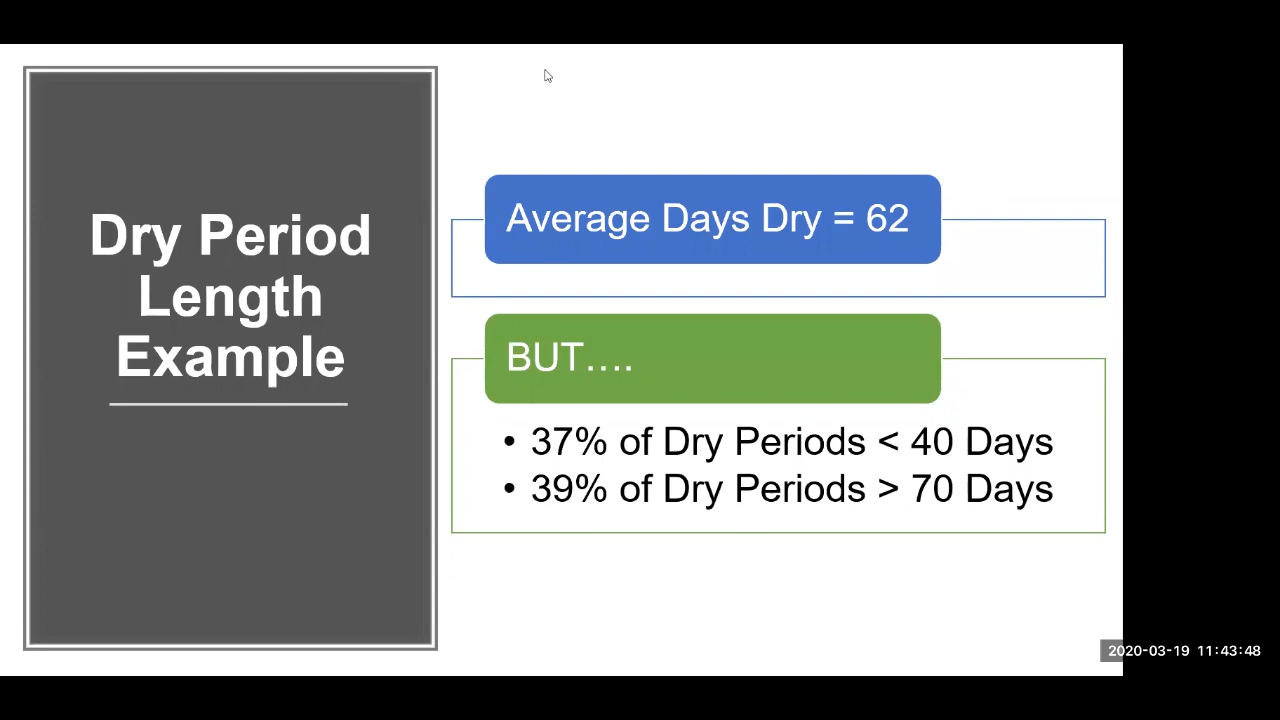 Dry Period
Length
Example
Average Days Dry = 62
BUT....
• 37% of Dry Periods < 40 Days
• 39% of Dry Periods > 70 Days
2020-03-19 11:43:48